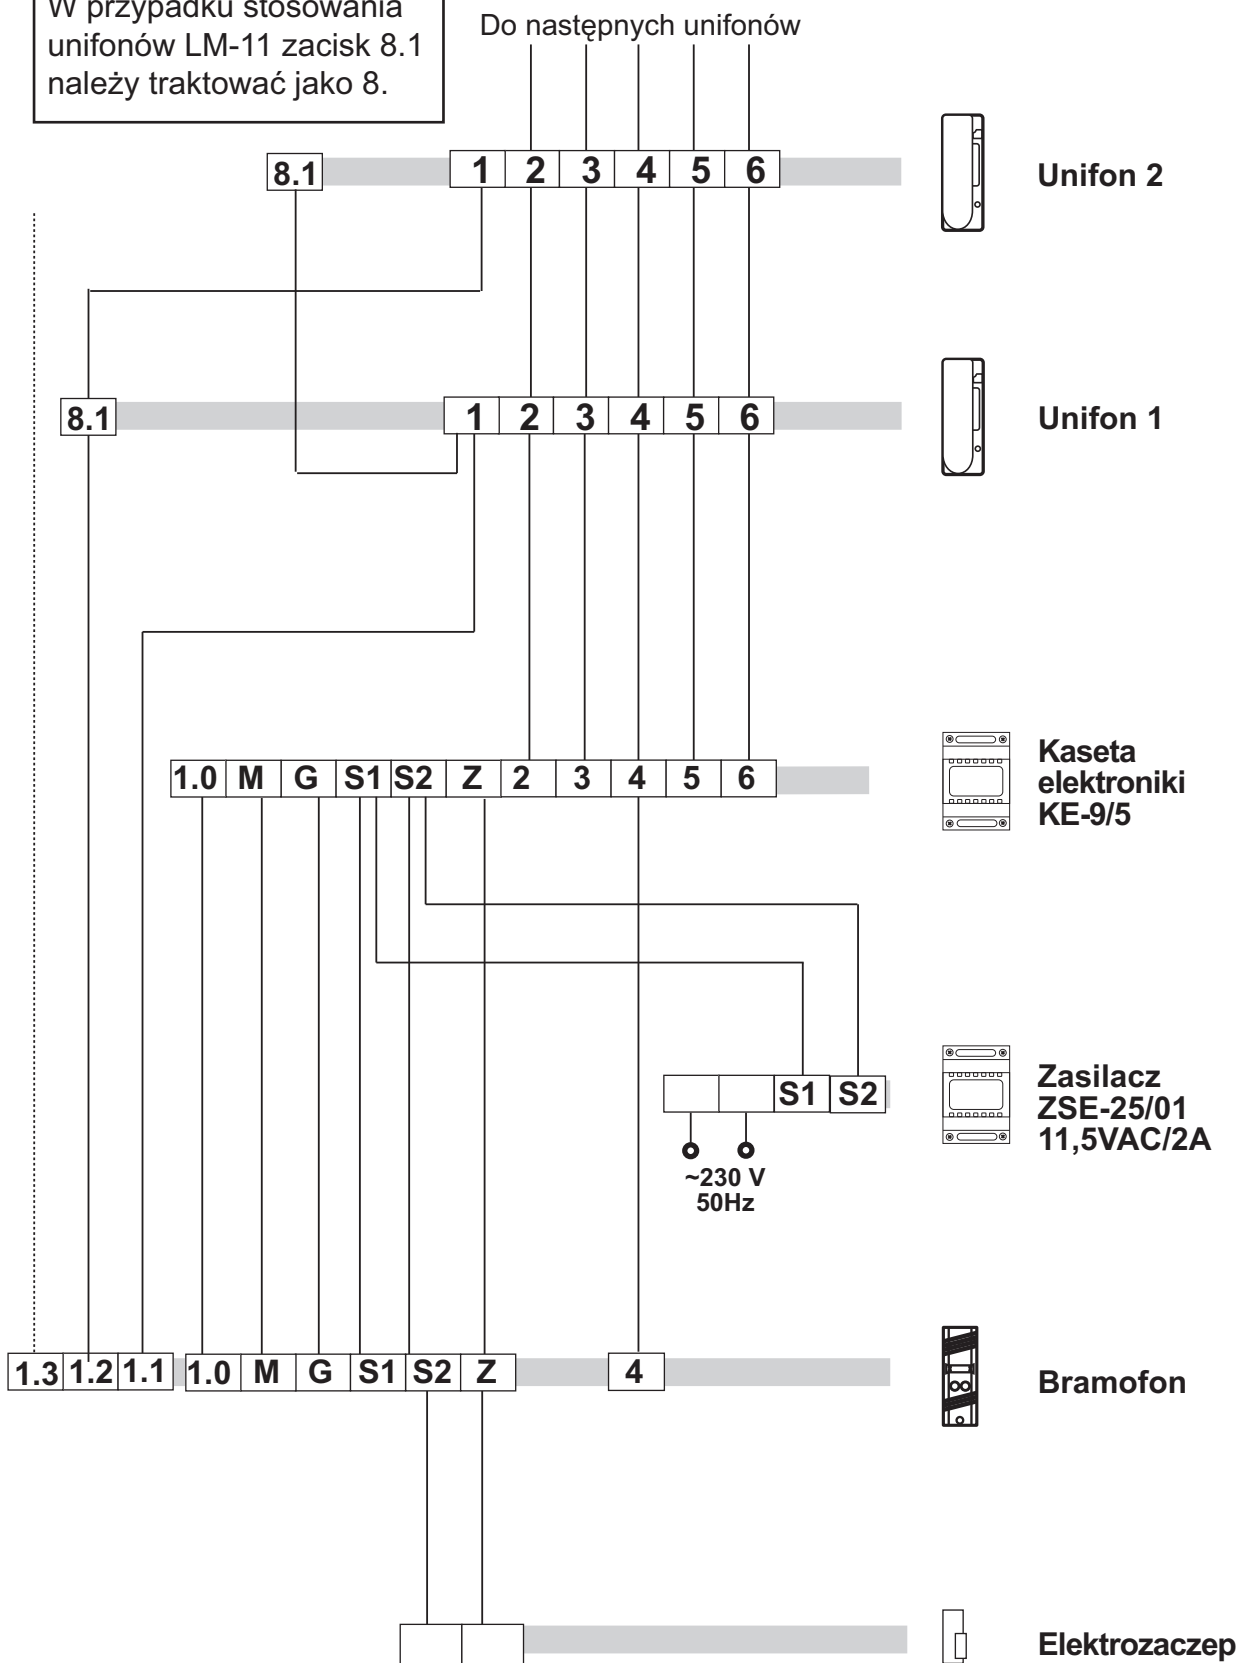 W przypadku stosowania
unifonów LM-11 zacisk 8.1
należy traktować jako 8.
Do następnych unifonów
8.1 1 2 3 4 5 6
Unifon 2
8.1 1 2 3 4 5 6
Unifon 1
1.0 M G S1 S2 Z 2 3 4 5 6
Kaseta
elektroniki
KE-9/5
S1 S2
~230 V
50Hz
Zasilacz
ZSE-25/01
11,5VAC/2A
1.3 1.2 1.1 1.0 M G S1 S2 Z 4
Bramofon
Elektrozaczep